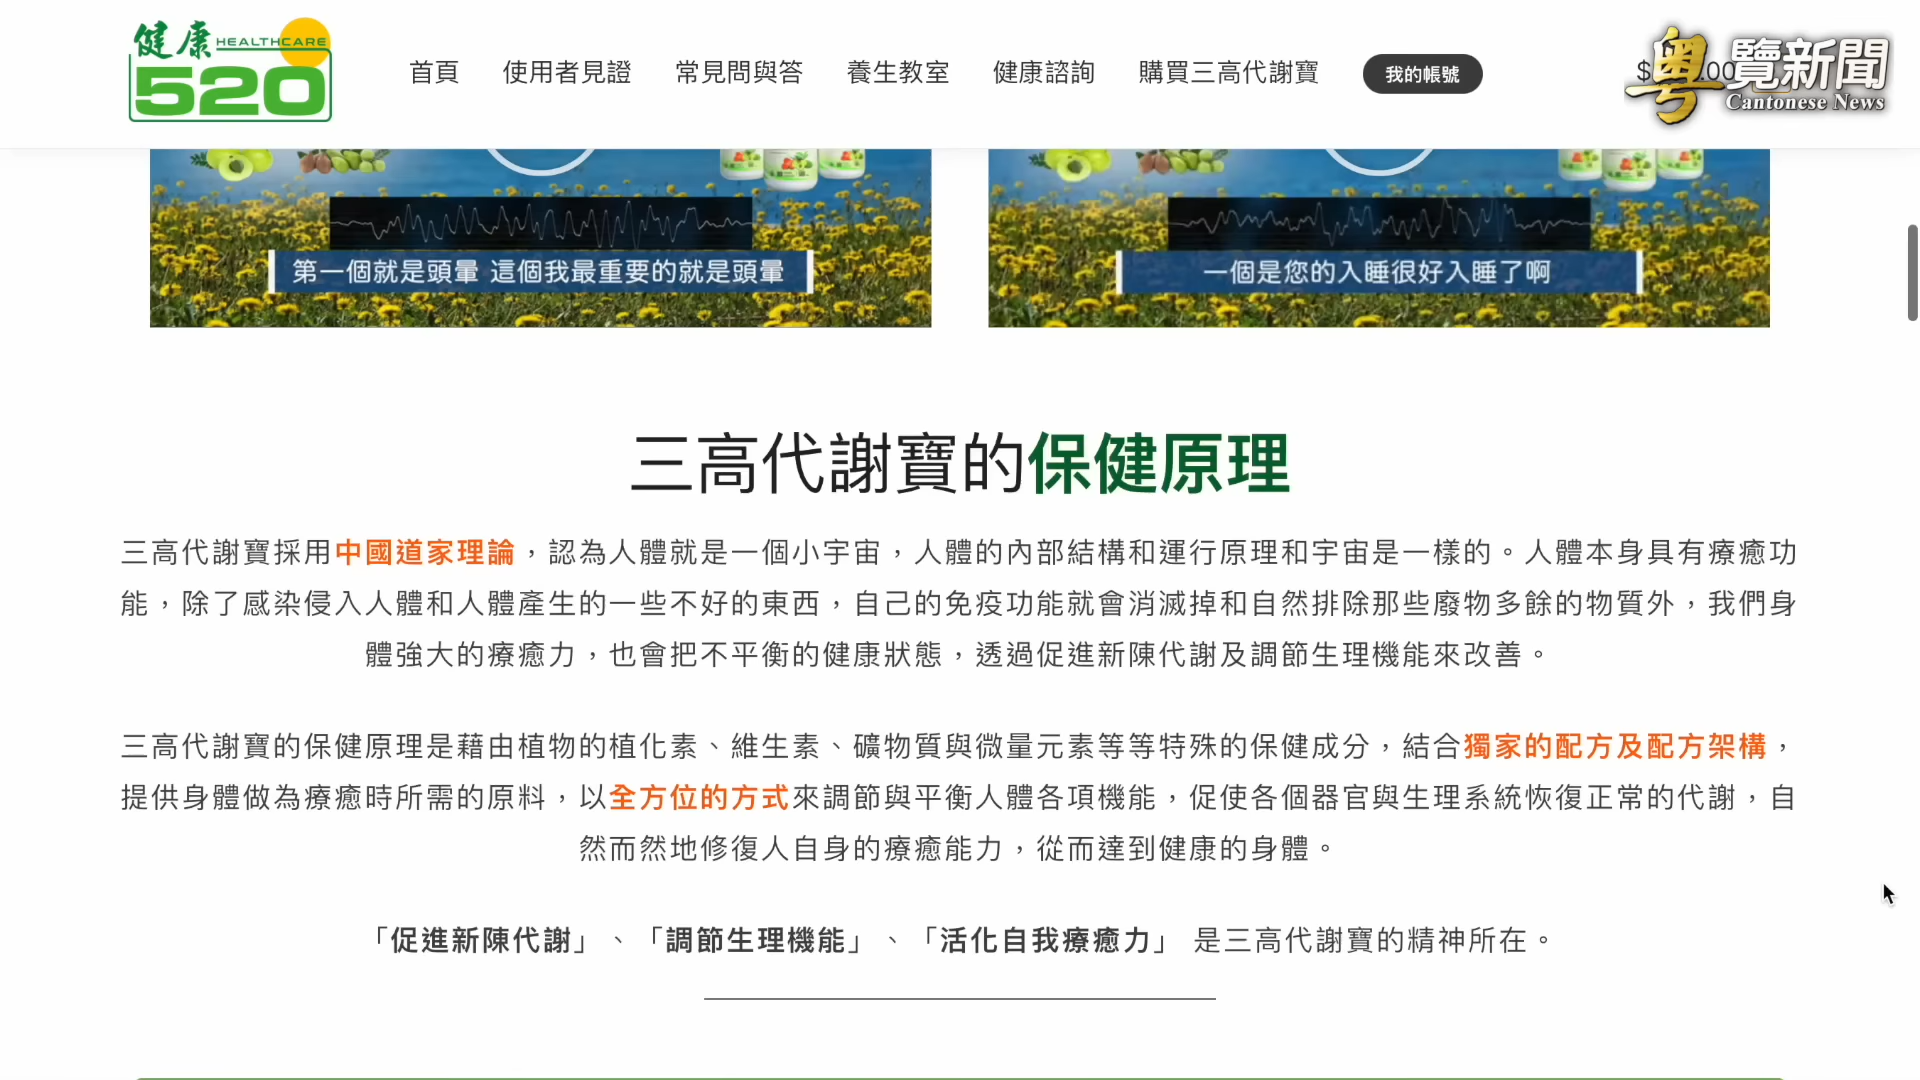 健康 HEALTHCARE
520
首頁 使用者見證 常見問與答 養生教室 健康諮詢 購買三高代謝寶 我的帳號
粵覽新聞
Cantonese News
第一個就是頭暈 這個我最重要的就是頭暈
一個是您的入睡很好入睡了啊
三高代謝寶的保健原理
三高代謝寶採用中國道家理論，認為人體就是一個小宇宙，人體的內部結構和運行原理和宇宙是一樣的。人體本身具有療癒功
能，除了感染侵入人體和人體產生的一些不好的東西，自己的免疫功能就會消滅掉和自然排除那些廢物多餘的物質外，我們身
體強大的療癒力，也會把不平衡的健康狀態，透過促進新陳代謝及調節生理機能來改善。
三高代謝寶的保健原理是藉由植物的植化素、維生素、礦物質與微量元素等等特殊的保健成分，結合獨家的配方及配方架構，
提供身體做為療癒時所需的原料，以全方位的方式來調節與平衡人體各項機能，促使各個器官與生理系統恢復正常的代謝，自
然而然地修復人自身的療癒能力，從而達到健康的身體。
「促進新陳代謝」、「調節生理機能」、「活化自我療癒力」 是三高代謝寶的精神所在。